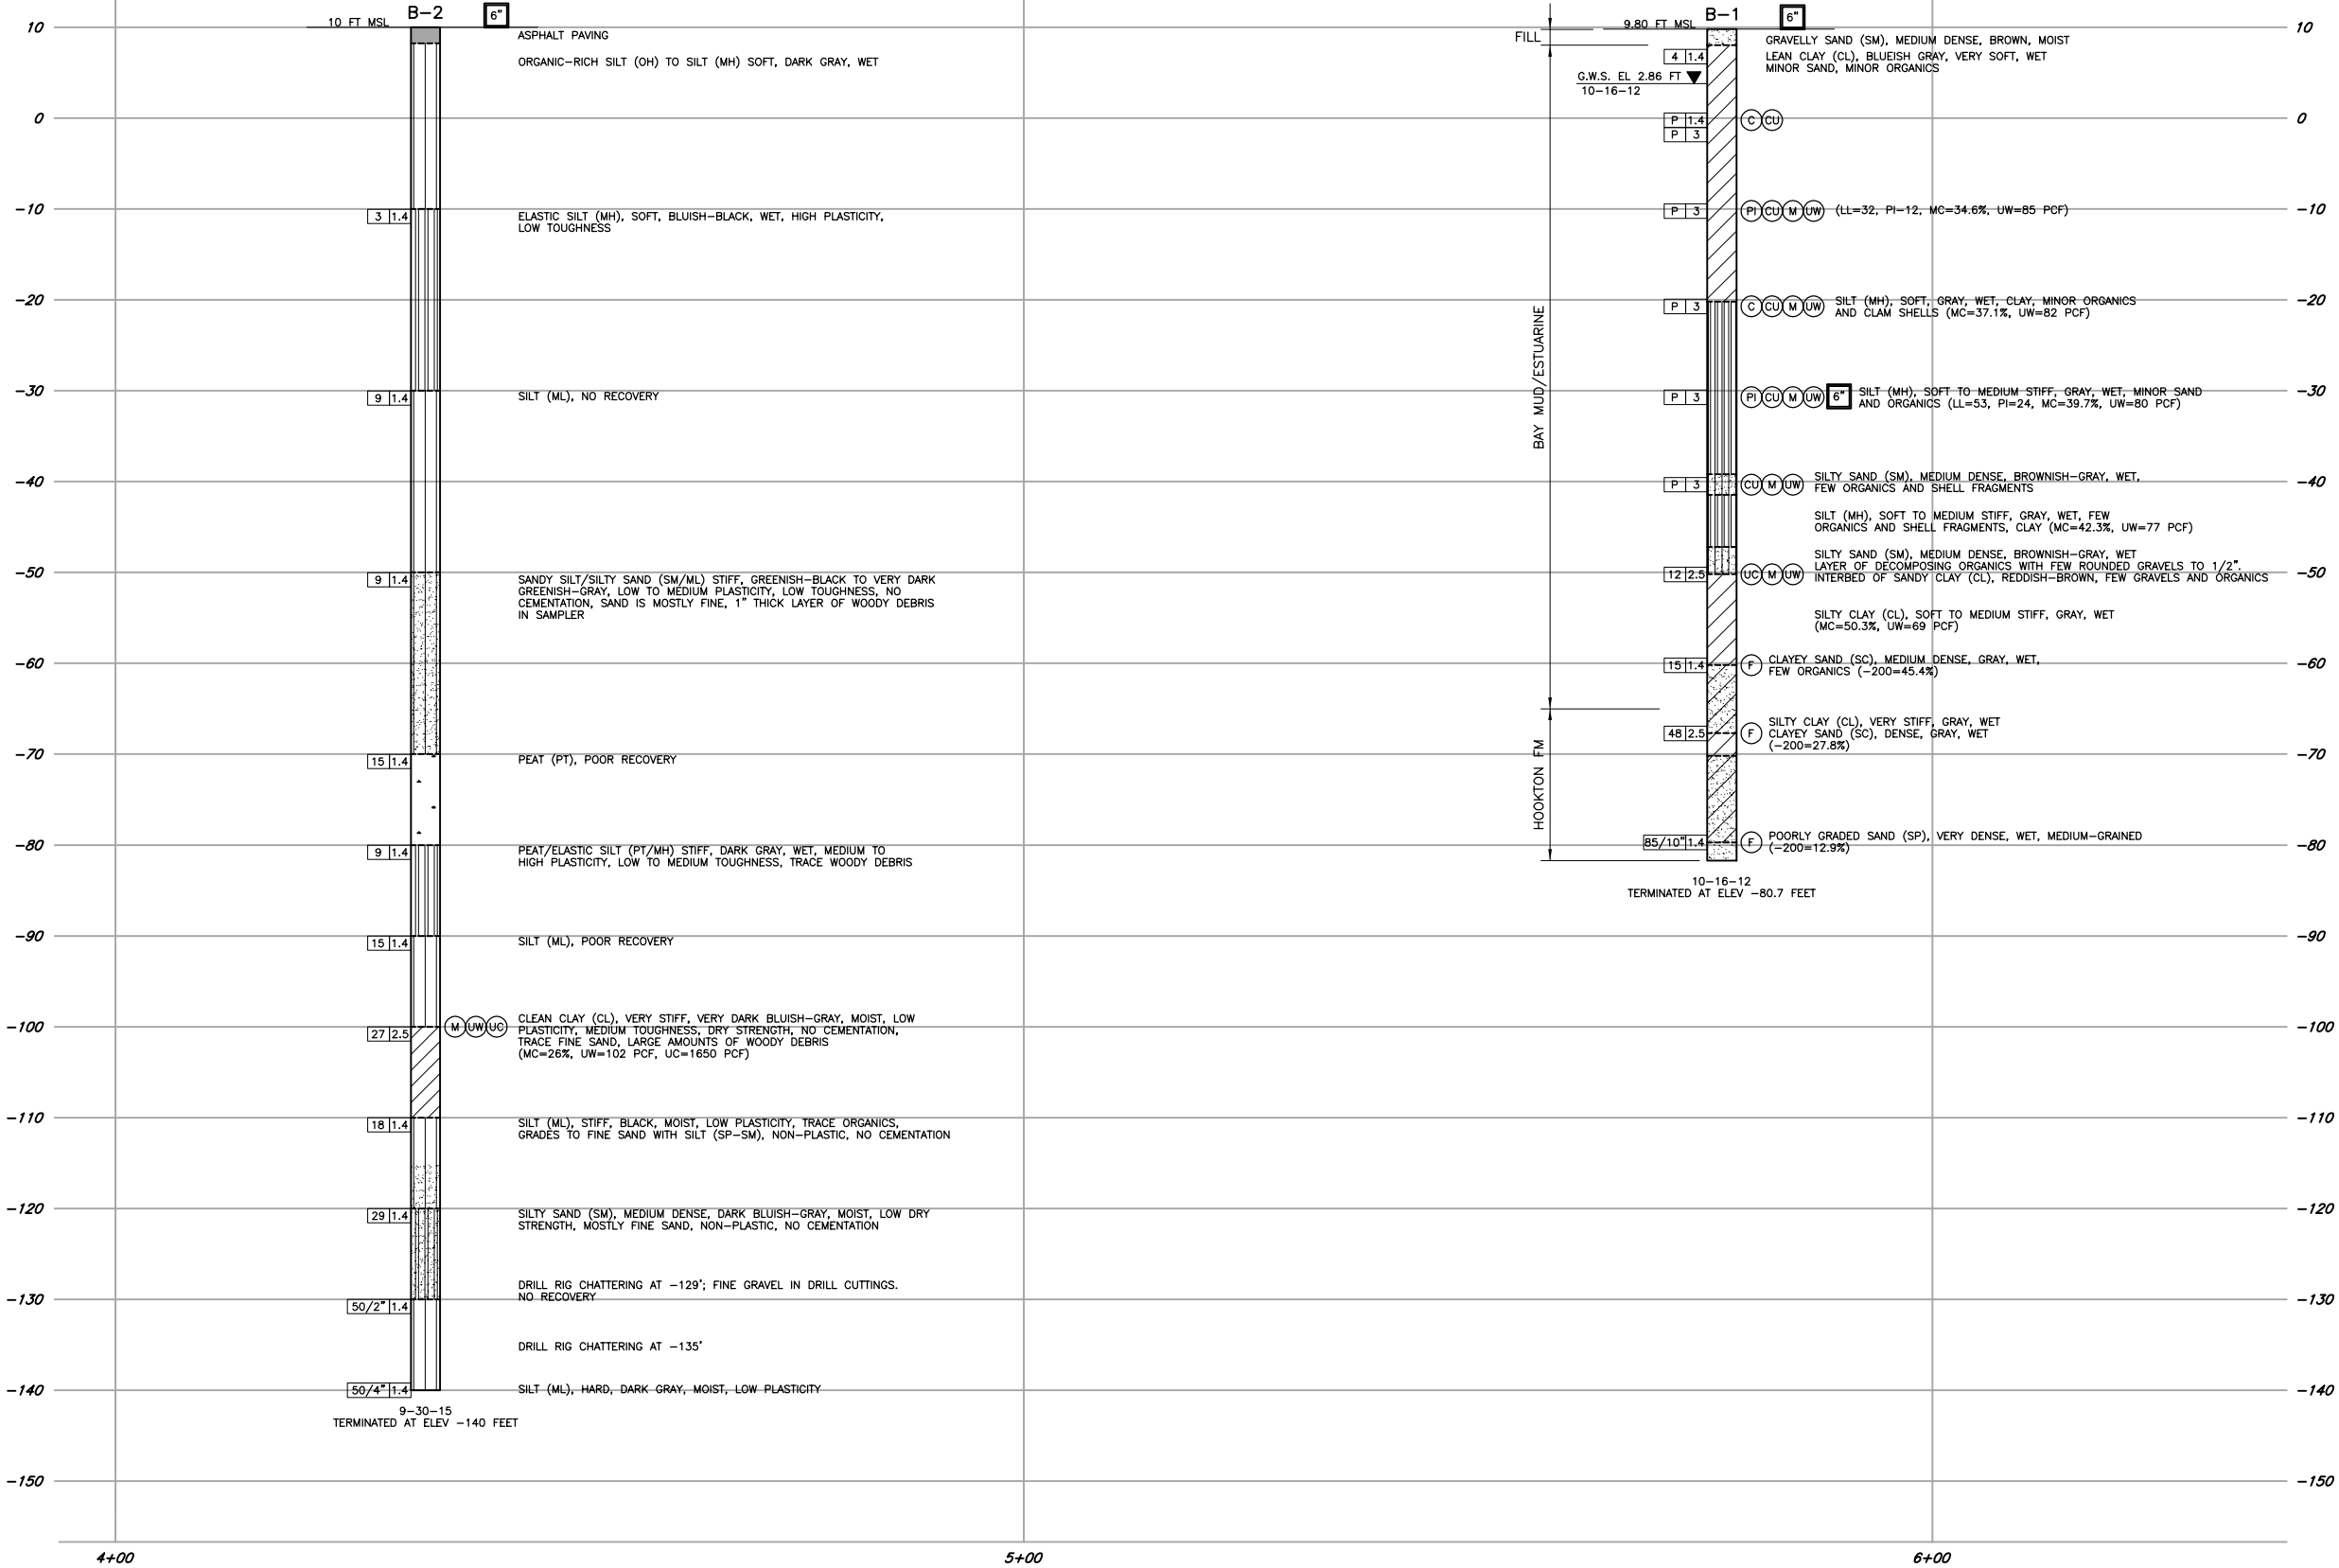 B-2
6"
10 FT MSL
ASPHALT PAVING
ORGANIC-RICH SILT (OH) TO SILT (MH) SOFT, DARK GRAY, WET
3 1.4
ELASTIC SILT (MH), SOFT, BLUISH-BLACK, WET, HIGH PLASTICITY,
LOW TOUGHNESS
9 1.4
SILT (ML), NO RECOVERY
9 1.4
SANDY SILT/SILTY SAND (SM/ML) STIFF, GREENISH-BLACK TO VERY DARK
GREENISH-GRAY, LOW TO MEDIUM PLASTICITY, LOW TOUGHNESS, NO
CEMENTATION, SAND IS MOSTLY FINE, 1" THICK LAYER OF WOODY DEBRIS
IN SAMPLER
15 1.4
PEAT (PT), POOR RECOVERY
9 1.4
PEAT/ELASTIC SILT (PT/MH) STIFF, DARK GRAY, WET, MEDIUM TO
HIGH PLASTICITY, LOW TO MEDIUM TOUGHNESS, TRACE WOODY DEBRIS
15 1.4
SILT (ML), POOR RECOVERY
27 2.5
M UW UC
CLEAN CLAY (CL), VERY STIFF, VERY DARK BLUISH-GRAY, MOIST, LOW
PLASTICITY, MEDIUM TOUGHNESS, DRY STRENGTH, NO CEMENTATION,
TRACE FINE SAND, LARGE AMOUNTS OF WOODY DEBRIS
(MC=26%, UW=102 PCF, UC=1650 PCF)
18 1.4
SILT (ML), STIFF, BLACK, MOIST, LOW PLASTICITY, TRACE ORGANICS,
GRADES TO FINE SAND WITH SILT (SP-SM), NON-PLASTIC, NO CEMENTATION
29 1.4
SILTY SAND (SM), MEDIUM DENSE, DARK BLUISH-GRAY, MOIST, LOW DRY
STRENGTH, MOSTLY FINE SAND, NON-PLASTIC, NO CEMENTATION
DRILL RIG CHATTERING AT -129'; FINE GRAVEL IN DRILL CUTTINGS.
NO RECOVERY
50/2" 1.4
DRILL RIG CHATTERING AT -135'
50/4" 1.4
SILT (ML), HARD, DARK GRAY, MOIST, LOW PLASTICITY
9-30-15
TERMINATED AT ELEV -140 FEET
B-1
6"
9.80 FT MSL
FILL
GRAVELLY SAND (SM), MEDIUM DENSE, BROWN, MOIST
4 1.4
LEAN CLAY (CL), BLUEISH GRAY, VERY SOFT, WET
MINOR SAND, MINOR ORGANICS
G.W.S. EL 2.86 FT
10-16-12
P 1.4
P 3
C CU
P 3
PI CU M UW (LL=32, PI-12, MC=34.6%, UW=85 PCF)
BAY MUD/ESTUARINE
P 3
C CU M UW SILT (MH), SOFT, GRAY, WET, CLAY, MINOR ORGANICS
AND CLAM SHELLS (MC=37.1%, UW=82 PCF)
P 3
PI CU M UW 6" SILT (MH), SOFT TO MEDIUM STIFF, GRAY, WET, MINOR SAND
AND ORGANICS (LL=53, PI=24, MC=39.7%, UW=80 PCF)
P 3
CU M UW SILTY SAND (SM), MEDIUM DENSE, BROWNISH-GRAY, WET,
FEW ORGANICS AND SHELL FRAGMENTS
SILT (MH), SOFT TO MEDIUM STIFF, GRAY, WET, FEW
ORGANICS AND SHELL FRAGMENTS, CLAY (MC=42.3%, UW=77 PCF)
12 2.5
UC M UW
SILTY SAND (SM), MEDIUM DENSE, BROWNISH-GRAY, WET
LAYER OF DECOMPOSING ORGANICS WITH FEW ROUNDED GRAVELS TO 1/2".
INTERBED OF SANDY CLAY (CL), REDDISH-BROWN, FEW GRAVELS AND ORGANICS
SILTY CLAY (CL), SOFT TO MEDIUM STIFF, GRAY, WET
(MC=50.3%, UW=69 PCF)
15 1.4
F CLAYEY SAND (SC), MEDIUM DENSE, GRAY, WET,
FEW ORGANICS (-200=45.4%)
HOOKTON FM
48 2.5
F
SILTY CLAY (CL), VERY STIFF, GRAY, WET
CLAYEY SAND (SC), DENSE, GRAY, WET
(-200=27.8%)
85/10" 1.4
F POORLY GRADED SAND (SP), VERY DENSE, WET, MEDIUM-GRAINED
(-200=12.9%)
10-16-12
TERMINATED AT ELEV -80.7 FEET
10
0
-10
-20
-30
-40
-50
-60
-70
-80
-90
-100
-110
-120
-130
-140
-150
10
0
-10
-20
-30
-40
-50
-60
-70
-80
-90
-100
-110
-120
-130
-140
-150
4+00
5+00
6+00